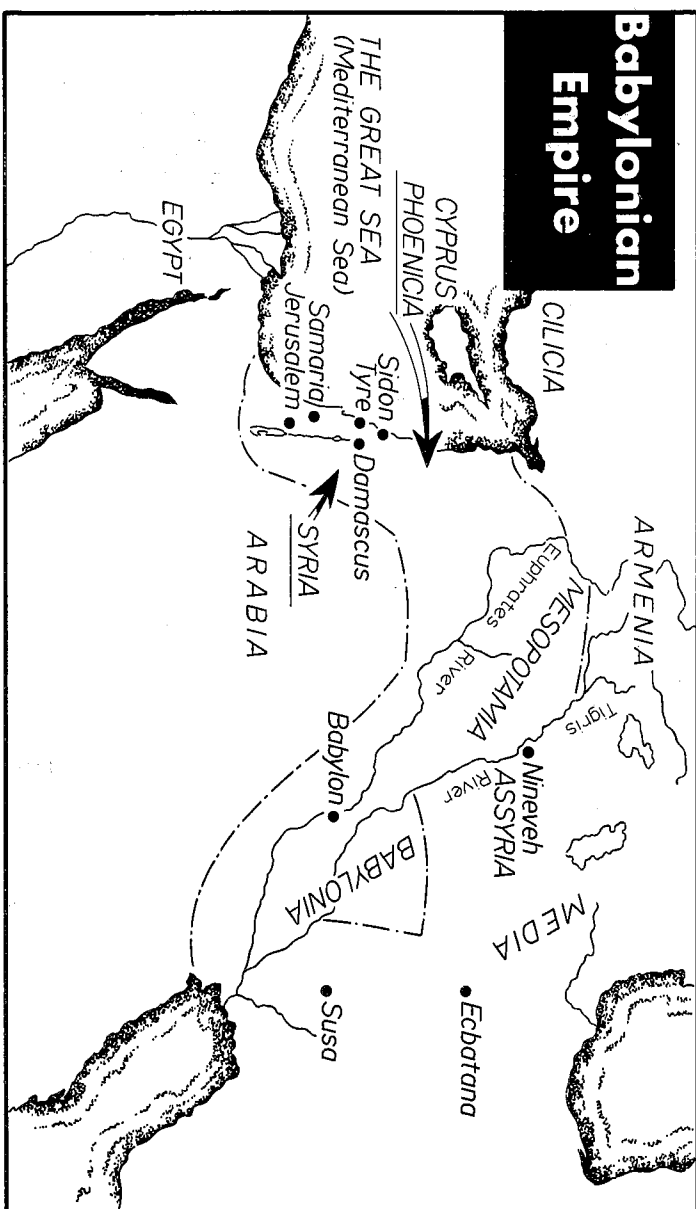 Babylonian
Empire
CILICIA
ARMENIA
CYPRUS
PHOENICIA
THE GREAT SEA
(Mediterranean Sea)
Sidon
Tyre
Damascus
Samaria
Jerusalem
SYRIA
ARABIA
EGYPT
Euphrates
River
MESOPOTAMIA
Tigris
River
Nineveh
ASSYRIA
MEDIA
Babylon
BABYLONIA
Ecbatana
Susa